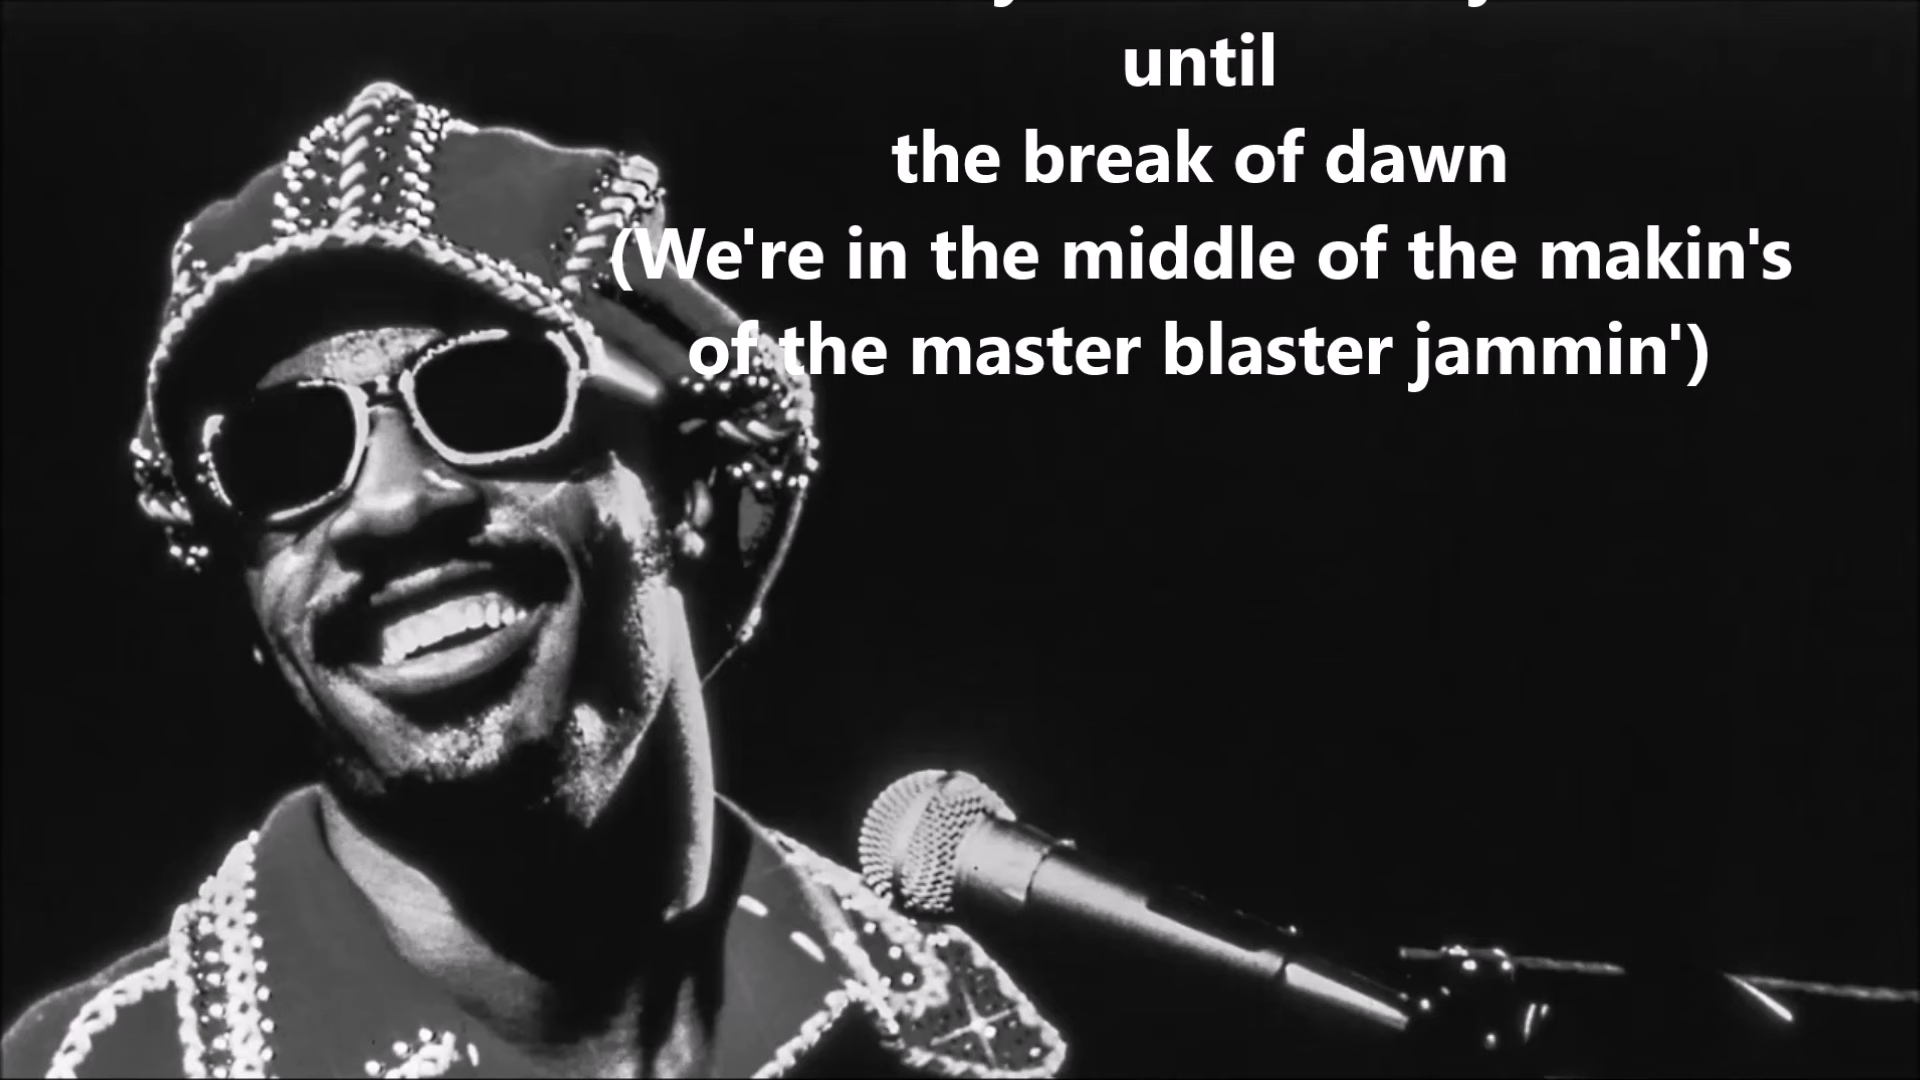 until
the break of dawn
(We're in the middle of the makin's
of the master blaster jammin')